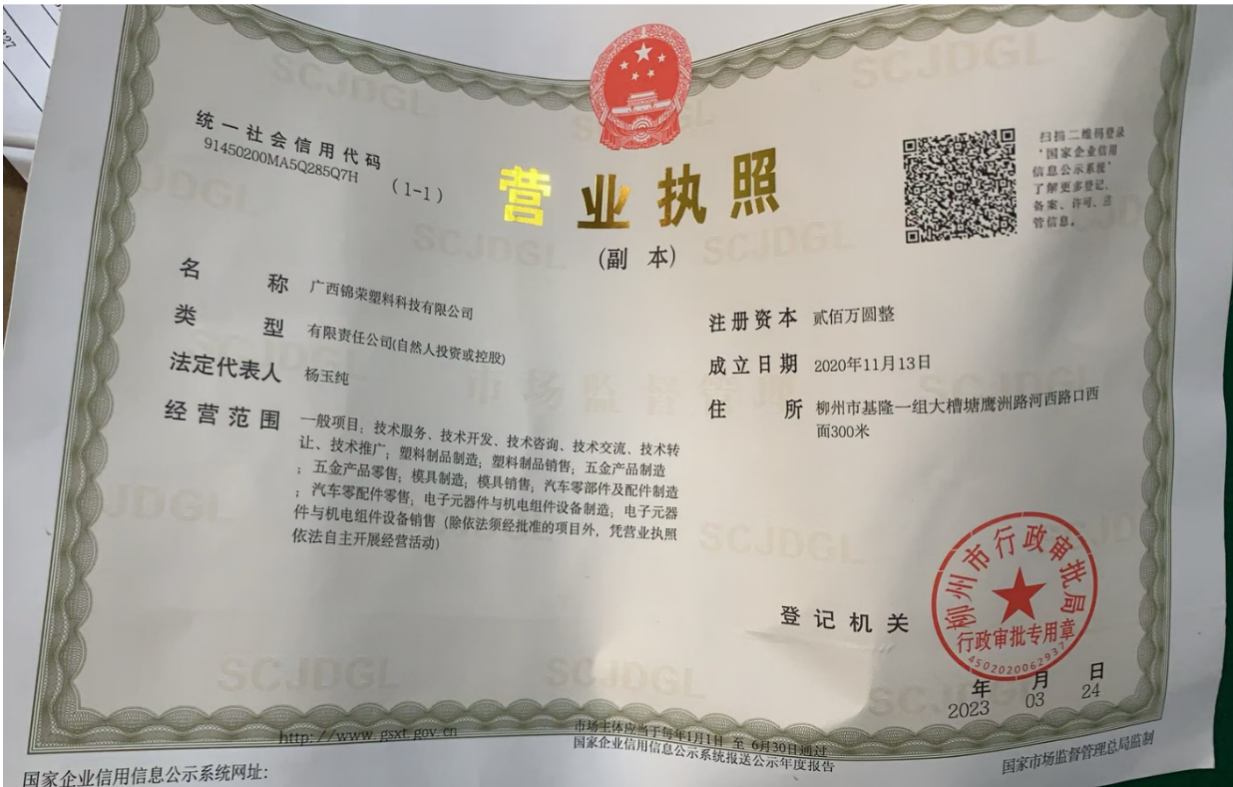 统一社会信用代码
91450200MA5Q285Q7H
(1-1)
营业执照
(副 本)
扫描二维码登录
"国家企业信用
信息公示系统"
了解更多登记、
备案、许可、监
管信息。
名 称 广西锦荣塑料科技有限公司
类 型 有限责任公司(自然人投资或控股)
法定代表人 杨玉纯
经营范围 一般项目：技术服务、技术开发、技术咨询、技术交流、技术转
让、技术推广；塑料制品制造；塑料制品销售；五金产品制造
；五金产品零售；模具制造；模具销售；汽车零部件及配件制造
；汽车零配件零售；电子元器件与机电组件设备制造；电子元器
件与机电组件设备销售（除依法须经批准的项目外，凭营业执照
依法自主开展经营活动）
注册资本 贰佰万圆整
成立日期 2020年11月13日
住 所 柳州市基隆一组大槽塘鹰洲路河西路口西
面300米
登记机关
柳州市行政审批局
行政审批专用章
年 月 日
2023 03 24
http://www.gsxt.gov.cn
国家企业信用信息公示系统网址:
市场主体应当于每年1月1日 至 6月30日通过
国家企业信用信息公示系统报送公示年度报告
国家市场监督管理总局监制